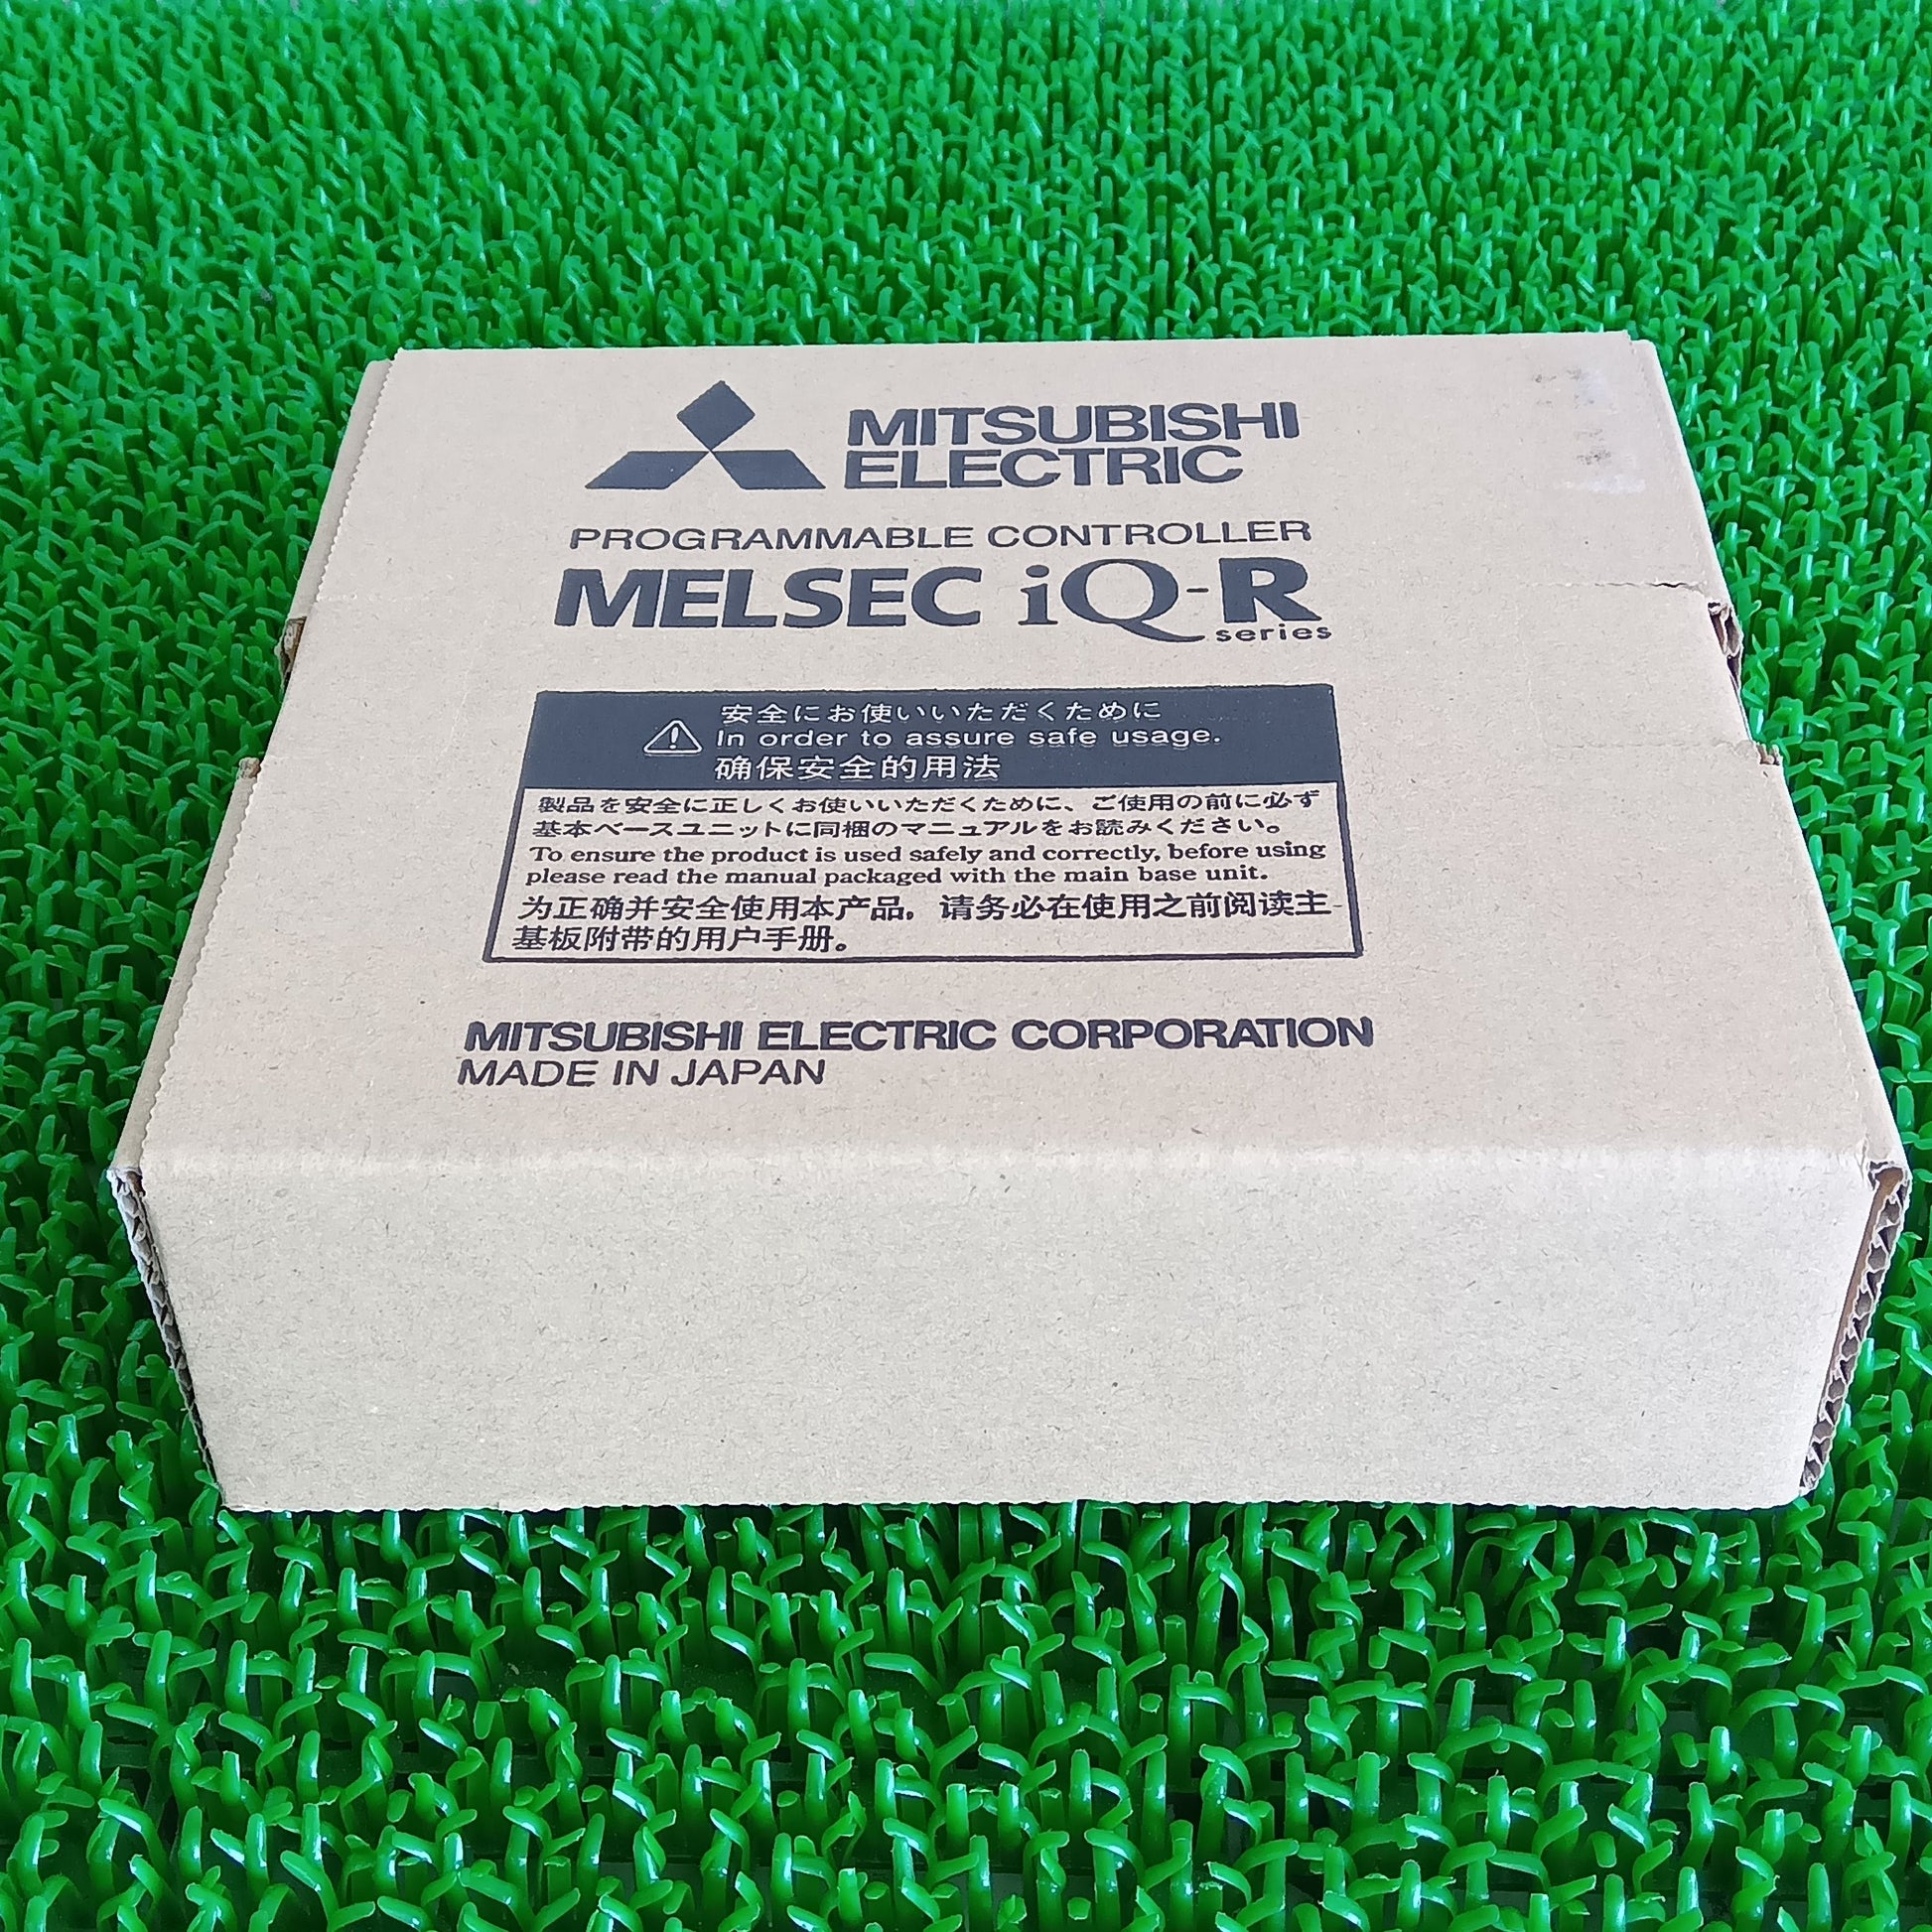 MITSUBISHI
ELECTRIC
PROGRAMMABLE CONTROLLER
MELSEC iQ-R
series
安全にお使いいただくために
In order to assure safe usage.
确保安全的用法
製品を安全に正しくお使いいただくために、ご使用の前に必ず
基本ベースユニットに同梱のマニュアルをお読みください。
To ensure the product is used safely and correctly, before using
please read the manual packaged with the main base unit.
为正确并安全使用本产品，请务必在使用之前阅读主
基板附带的用户手册。
MITSUBISHI ELECTRIC CORPORATION
MADE IN JAPAN